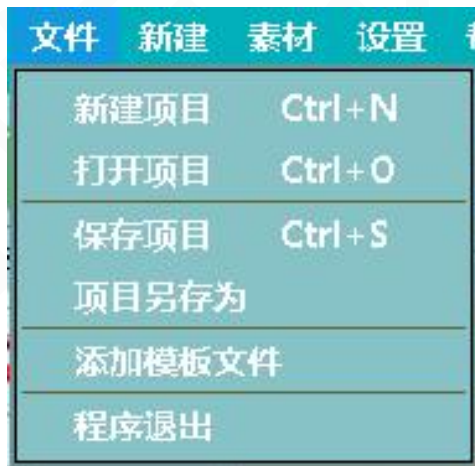 文件 新建 素材 设置
新建项目 Ctrl+N
打开项目 Ctrl+O
保存项目 Ctrl+S
项目另存为
添加模板文件
程序退出